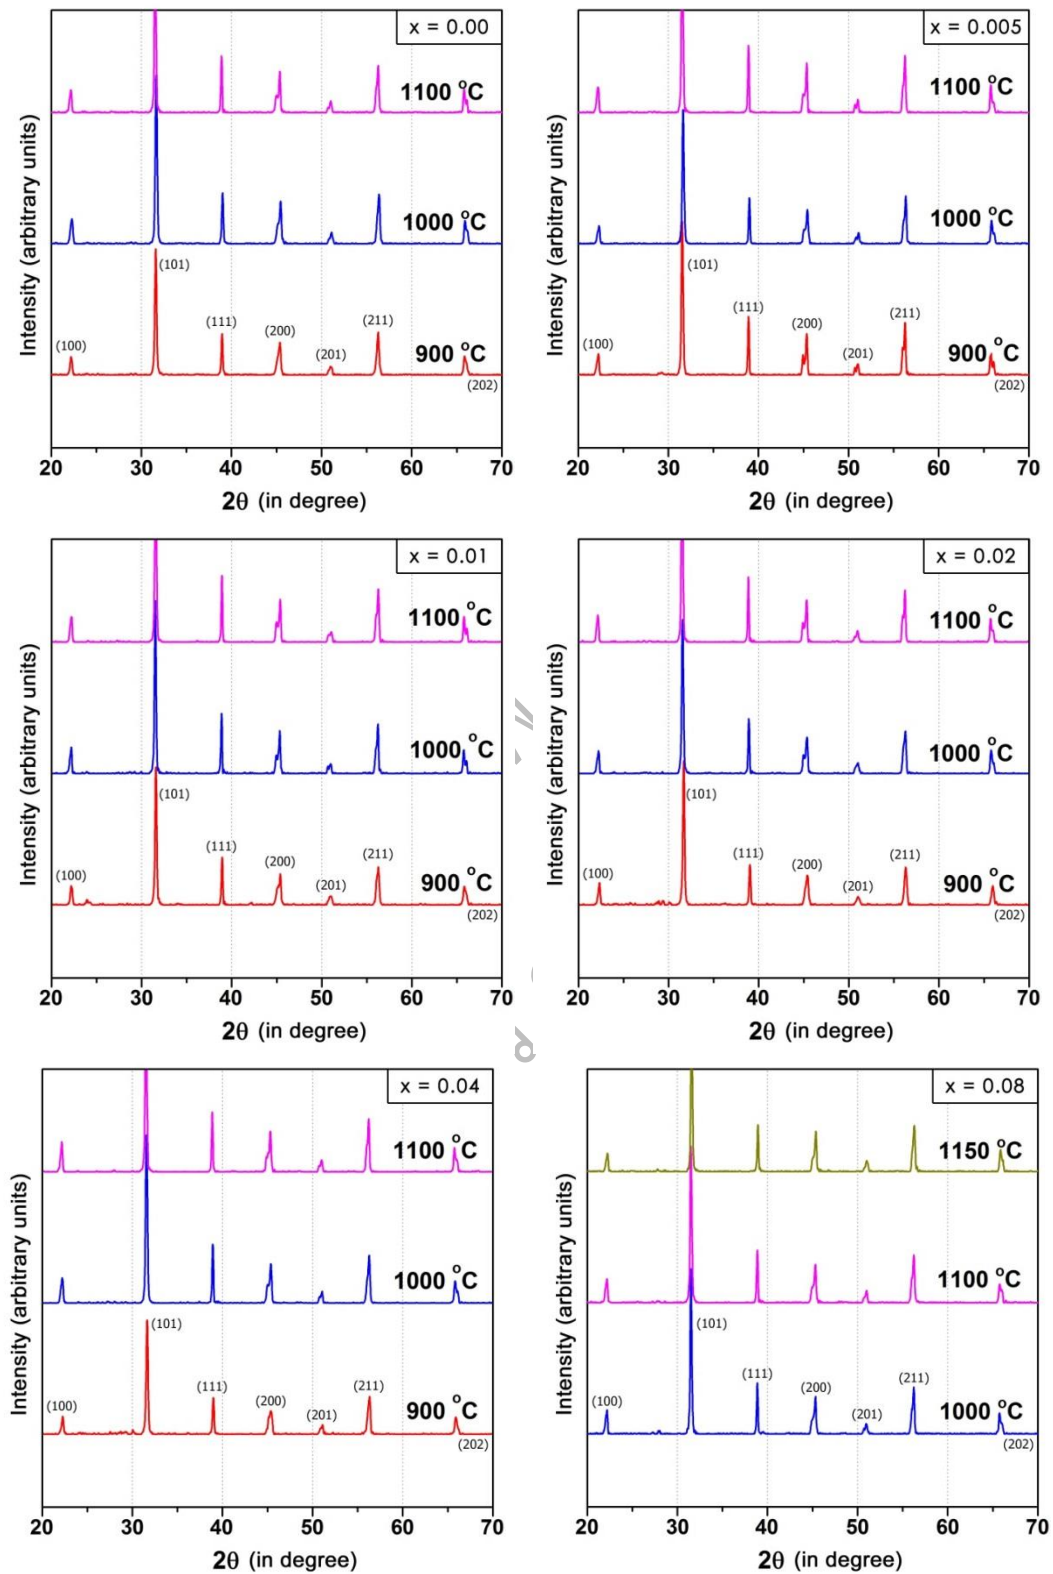 x = 0.00
1100 °C
1000 °C
(101)
(111)
(200)
(211)
(100)
(201)
900 °C
(202)
Intensity (arbitrary units)
20 30 40 50 60 70
2θ (in degree)
x = 0.005
1100 °C
1000 °C
(101)
(111)
(200)
(211)
(100)
(201)
900 °C
(202)
Intensity (arbitrary units)
20 30 40 50 60 70
2θ (in degree)
x = 0.01
1100 °C
1000 °C
(101)
(111)
(200)
(211)
(100)
(201)
900 °C
(202)
Intensity (arbitrary units)
20 30 40 50 60 70
2θ (in degree)
x = 0.02
1100 °C
1000 °C
(101)
(111)
(200)
(211)
(100)
(201)
900 °C
(202)
Intensity (arbitrary units)
20 30 40 50 60 70
2θ (in degree)
x = 0.04
1100 °C
1000 °C
(101)
(111)
(200)
(211)
(100)
(201)
900 °C
(202)
Intensity (arbitrary units)
20 30 40 50 60 70
2θ (in degree)
x = 0.08
1150 °C
1100 °C
(101)
(111)
(200)
(211)
(100)
(201)
1000 °C
(202)
Intensity (arbitrary units)
20 30 40 50 60 70
2θ (in degree)